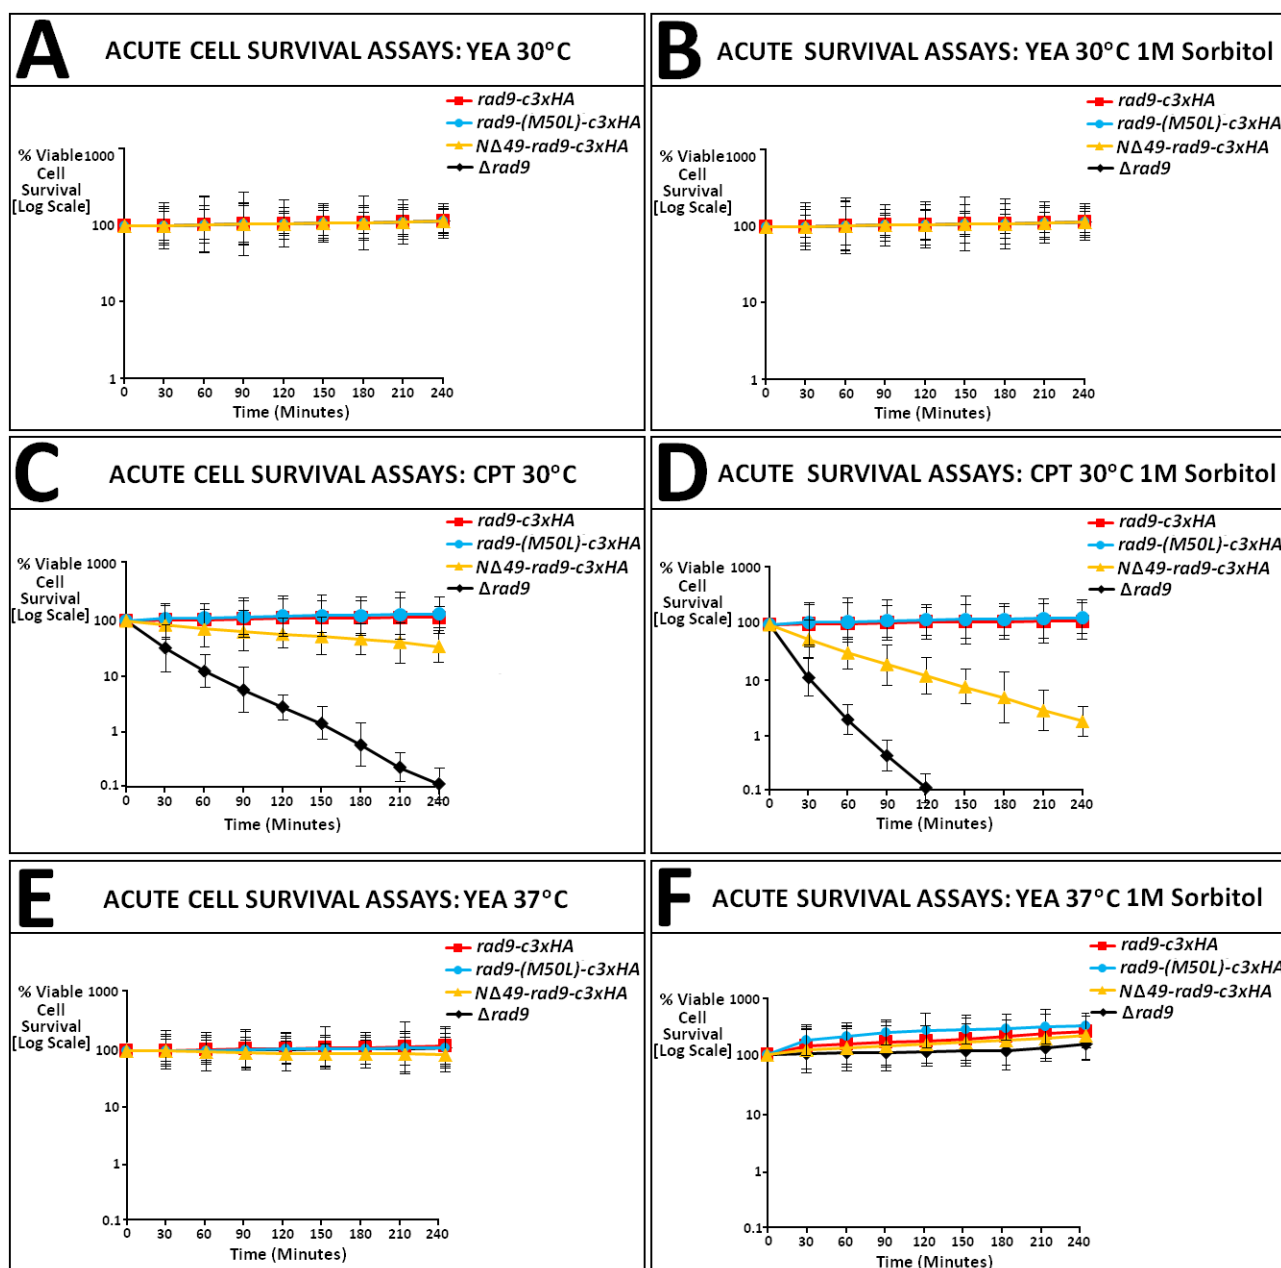 A ACUTE CELL SURVIVAL ASSAYS: YEA 30°C
rad9-c3xHA
rad9-(M50L)-c3xHA
NΔ49-rad9-c3xHA
Δrad9
% Viable
Cell
Survival
[Log Scale]
1000
100
10
1
0 30 60 90 120 150 180 210 240
Time (Minutes)
B ACUTE SURVIVAL ASSAYS: YEA 30°C 1M Sorbitol
rad9-c3xHA
rad9-(M50L)-c3xHA
NΔ49-rad9-c3xHA
Δrad9
% Viable
Cell
Survival
[Log Scale]
1000
100
10
1
0 30 60 90 120 150 180 210 240
Time (Minutes)
C ACUTE CELL SURVIVAL ASSAYS: CPT 30°C
rad9-c3xHA
rad9-(M50L)-c3xHA
NΔ49-rad9-c3xHA
Δrad9
% Viable
Cell
Survival
[Log Scale]
1000
100
10
1
0.1
0 30 60 90 120 150 180 210 240
Time (Minutes)
D ACUTE SURVIVAL ASSAYS: CPT 30°C 1M Sorbitol
rad9-c3xHA
rad9-(M50L)-c3xHA
NΔ49-rad9-c3xHA
Δrad9
% Viable
Cell
Survival
[Log Scale]
1000
100
10
1
0.1
0 30 60 90 120 150 180 210 240
Time (Minutes)
E ACUTE CELL SURVIVAL ASSAYS: YEA 37°C
rad9-c3xHA
rad9-(M50L)-c3xHA
NΔ49-rad9-c3xHA
Δrad9
% Viable
Cell
Survival
[Log Scale]
1000
100
10
1
0.1
0 30 60 90 120 150 180 210 240
Time (Minutes)
F ACUTE SURVIVAL ASSAYS: YEA 37°C 1M Sorbitol
rad9-c3xHA
rad9-(M50L)-c3xHA
NΔ49-rad9-c3xHA
Δrad9
% Viable
Cell
Survival
[Log Scale]
1000
100
10
1
0.1
0 30 60 90 120 150 180 210 240
Time (Minutes)